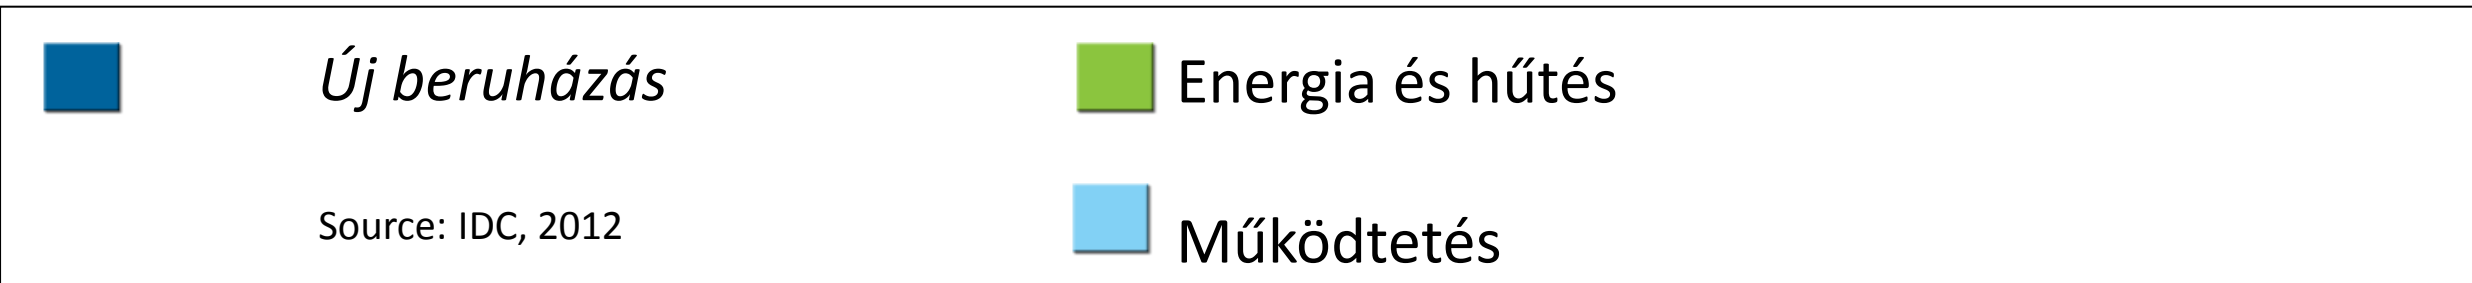 Új beruházás
Energia és hűtés
Source: IDC, 2012
Működtetés